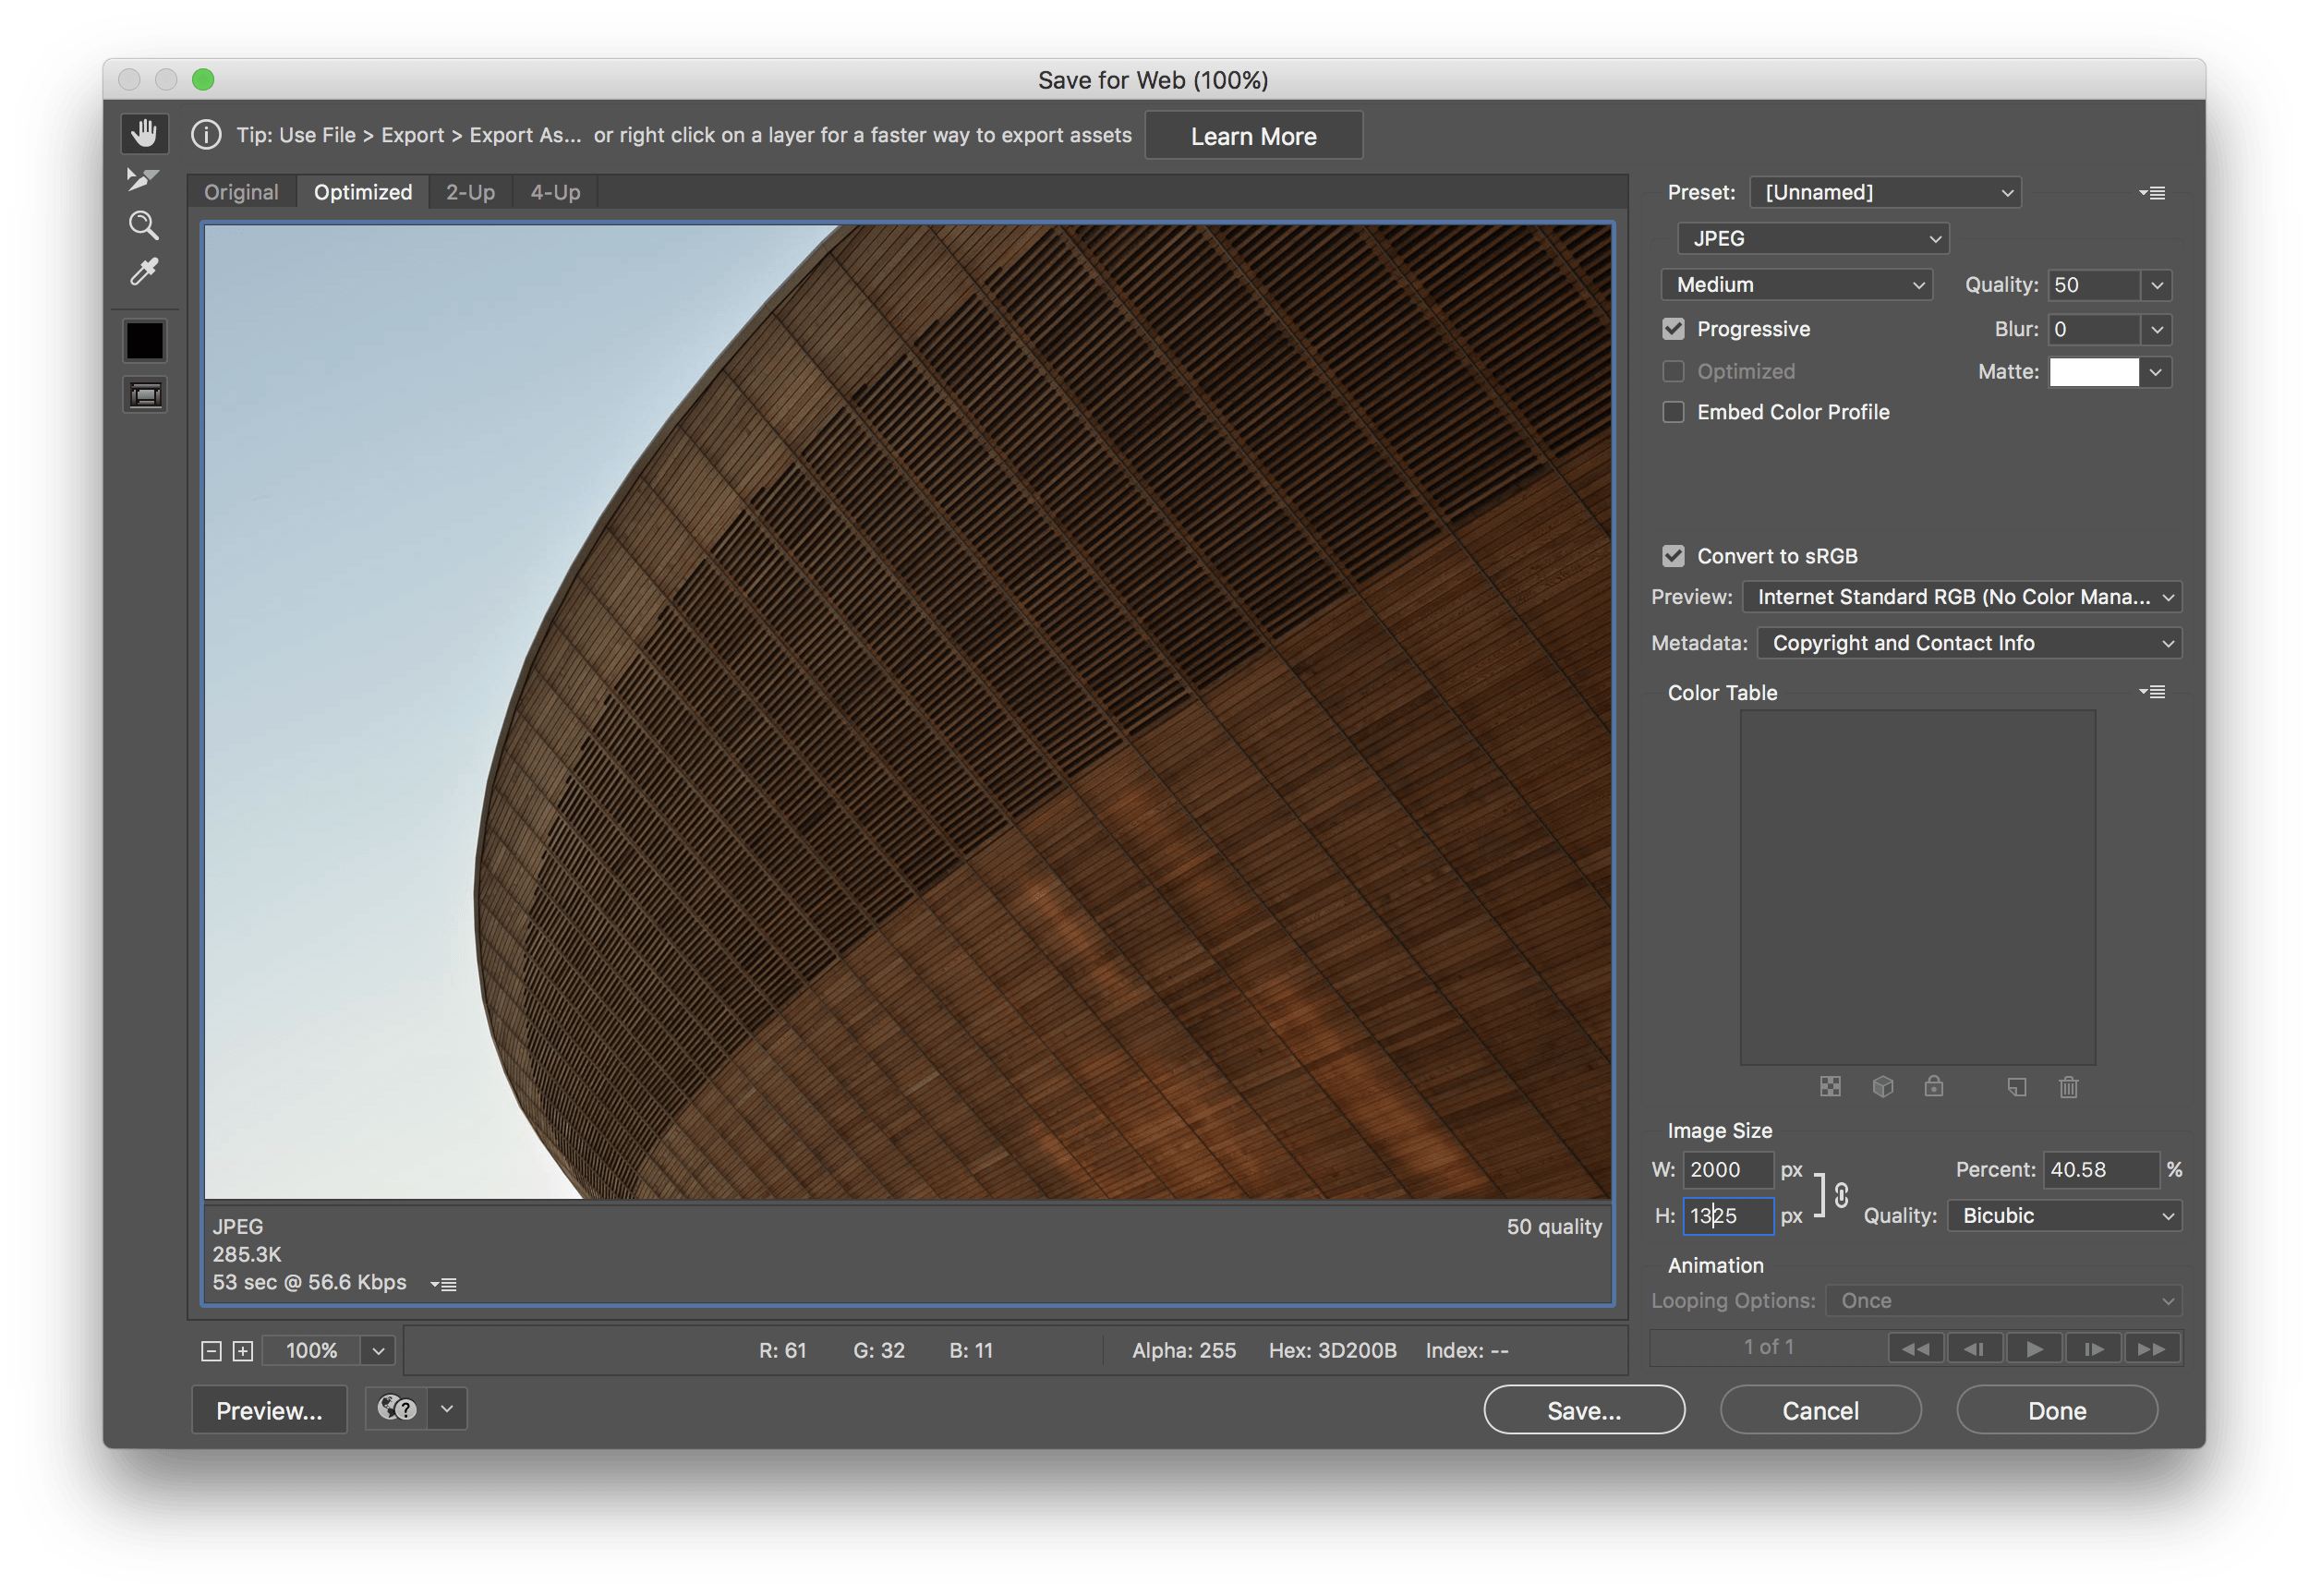 Save for Web (100%)
Tip: Use File > Export > Export As... or right click on a layer for a faster way to export assets
Learn More
Original
Optimized
2-Up
4-Up
Preset: [Unnamed]
JPEG
Medium
Quality: 50
Progressive
Blur: 0
Optimized
Matte:
Embed Color Profile
Convert to sRGB
Preview: Internet Standard RGB (No Color Mana...
Metadata: Copyright and Contact Info
Color Table
Image Size
W: 2000 px
Percent: 40.58 %
H: 1325 px
Quality: Bicubic
Animation
Looping Options: Once
1 of 1
JPEG
50 quality
285.3K
53 sec @ 56.6 Kbps
100%
R: 61 G: 32 B: 11
Alpha: 255 Hex: 3D200B Index: --
Preview...
?
Save...
Cancel
Done